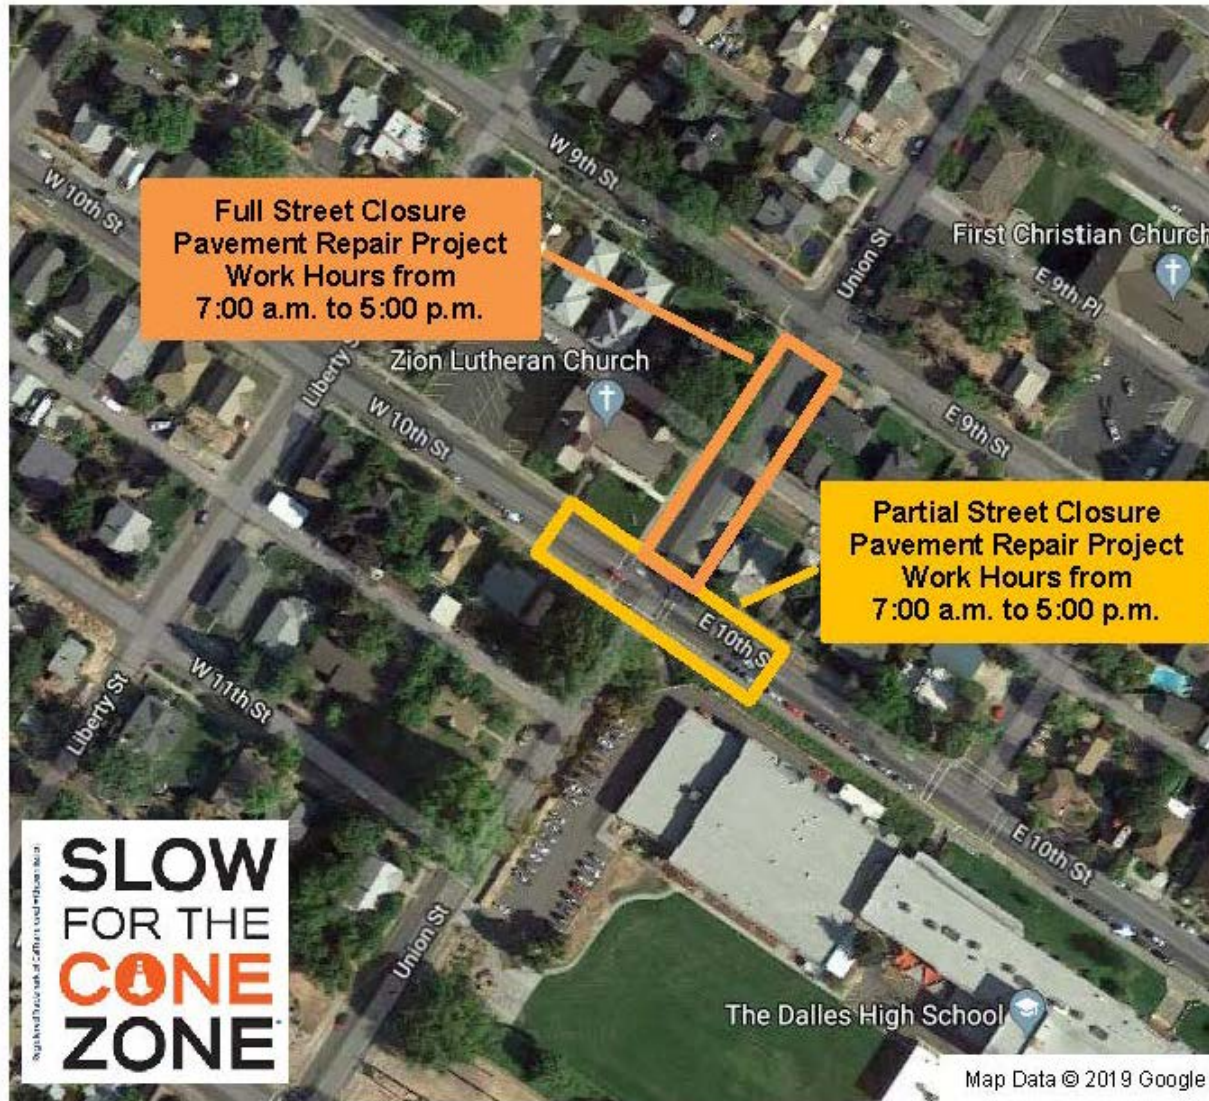 W 9th St
W 10th St
Full Street Closure
Pavement Repair Project
Work Hours from
7:00 a.m. to 5:00 p.m.
First Christian Church
Union St
E 9th Pl
Zion Lutheran Church
Liberty
W 10th St
E 9th St
Partial Street Closure
Pavement Repair Project
Work Hours from
7:00 a.m. to 5:00 p.m.
E 10th S
W 11th St
Liberty St
E 10th St
SLOW
FOR THE
CONE
ZONE
Union St
The Dalles High School
Map Data © 2019 Google